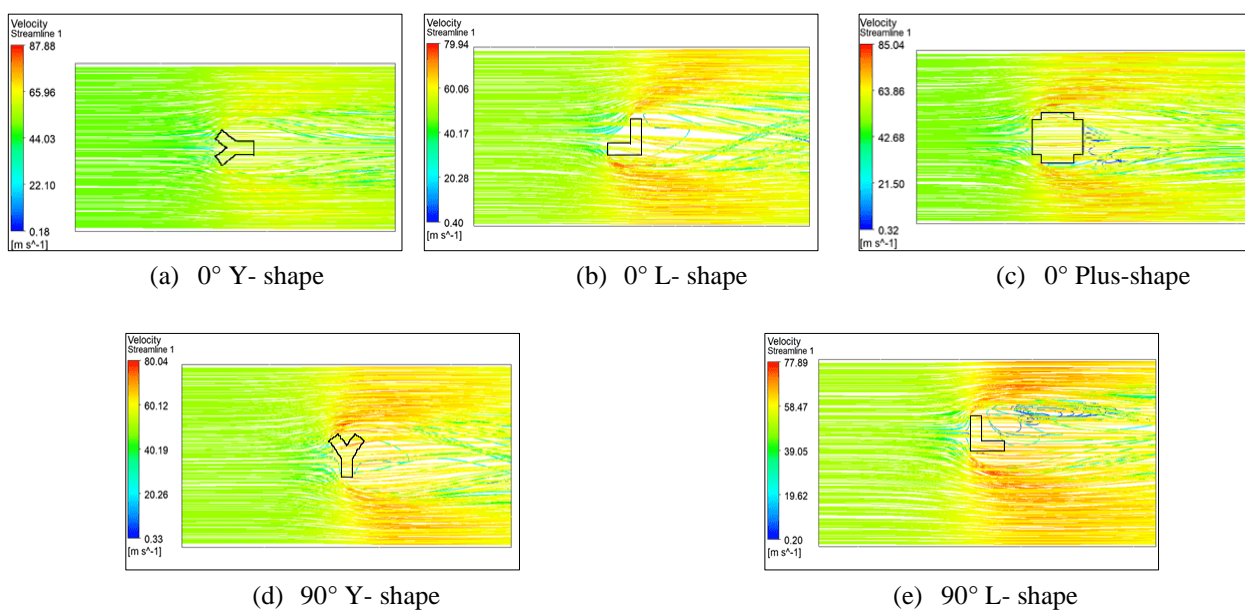 Velocity
Streamline 1
87.88
65.96
44.03
22.10
0.18
[m s^-1]
(a) 0° Y- shape
Velocity
Streamline 1
79.94
60.06
40.17
20.28
0.40
[m s^-1]
(b) 0° L- shape
Velocity
Streamline 1
85.04
63.86
42.68
21.50
0.32
[m s^-1]
(c) 0° Plus-shape
Velocity
Streamline 1
80.04
60.12
40.19
20.26
0.33
[m s^-1]
(d) 90° Y- shape
Velocity
Streamline 1
77.89
58.47
39.05
19.62
0.20
[m s^-1]
(e) 90° L- shape